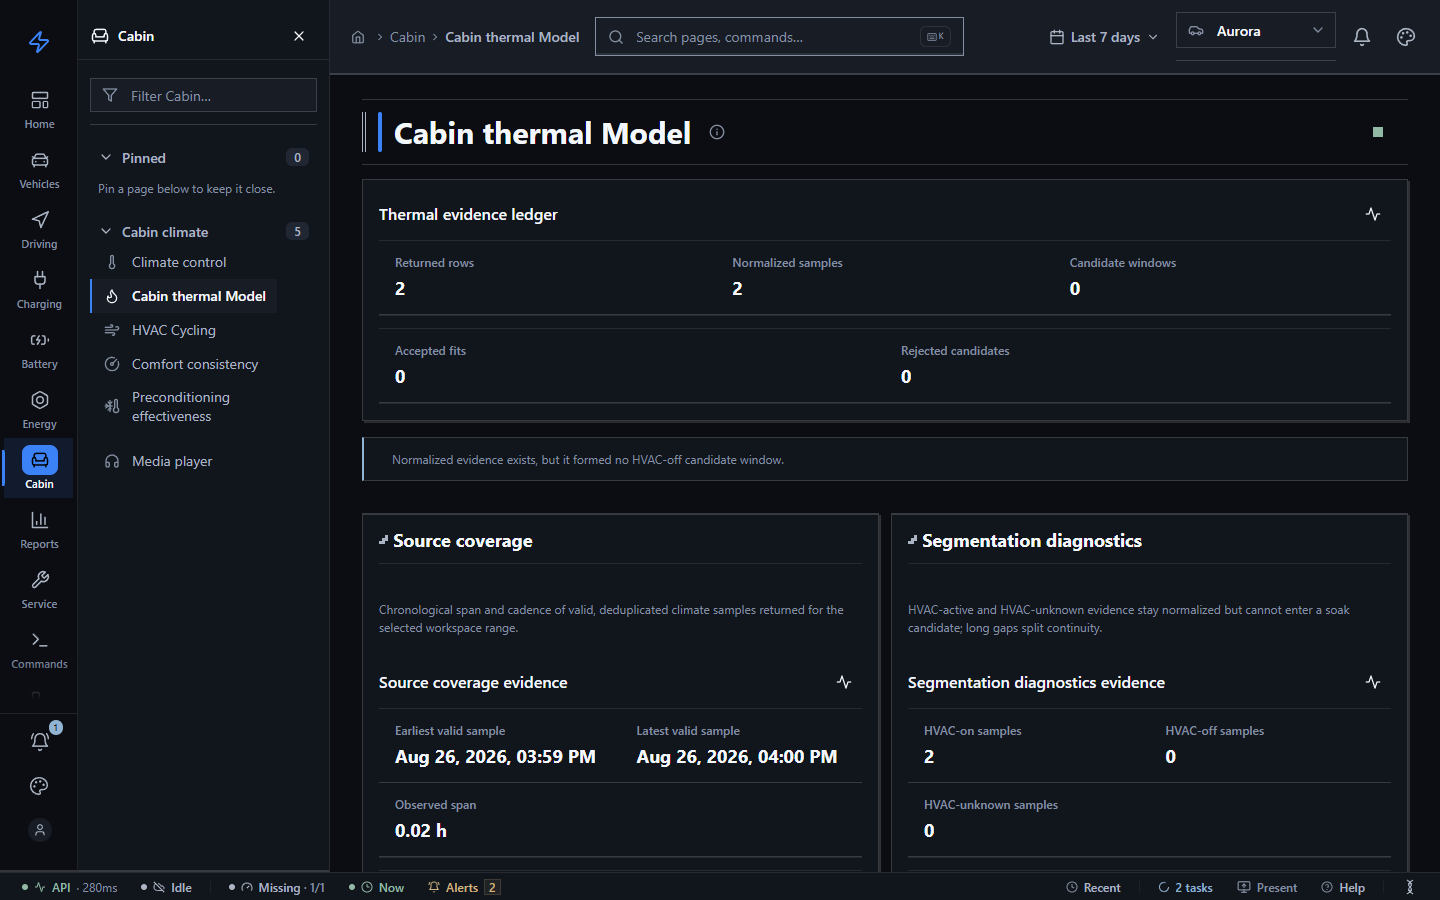 Home
Vehicles
Driving
Charging
Battery
Energy
Cabin
Reports
Service
Commands
1
Cabin
Filter Cabin...
Pinned
0
Pin a page below to keep it close.
Cabin climate
5
Climate control
Cabin thermal Model
HVAC Cycling
Comfort consistency
Preconditioning
effectiveness
Media player
Cabin
Cabin thermal Model
Search pages, commands...
K
Last 7 days
Aurora
Cabin thermal Model
Thermal evidence ledger
Returned rows
2
Normalized samples
2
Candidate windows
0
Accepted fits
0
Rejected candidates
0
Normalized evidence exists, but it formed no HVAC-off candidate window.
Source coverage
Chronological span and cadence of valid, deduplicated climate samples returned for the
selected workspace range.
Source coverage evidence
Earliest valid sample
Aug 26, 2026, 03:59 PM
Latest valid sample
Aug 26, 2026, 04:00 PM
Observed span
0.02 h
Segmentation diagnostics
HVAC-active and HVAC-unknown evidence stay normalized but cannot enter a soak
candidate; long gaps split continuity.
Segmentation diagnostics evidence
HVAC-on samples
2
HVAC-off samples
0
HVAC-unknown samples
0
API · 280ms
Idle
Missing · 1/1
Now
Alerts 2
Recent
2 tasks
Present
Help